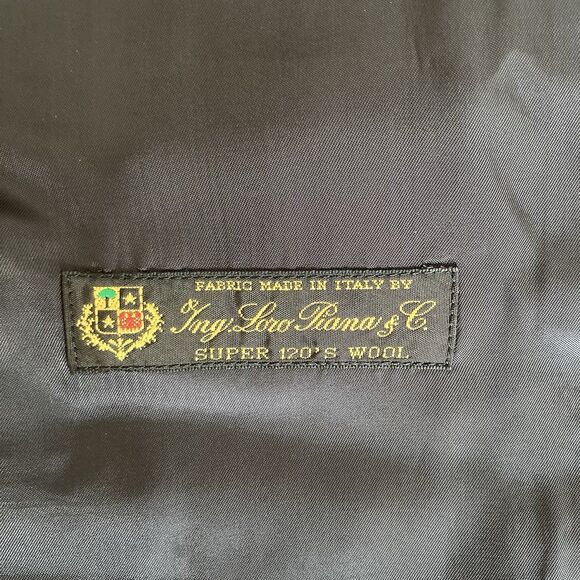 FABRIC MADE IN ITALY BY
Ing. Loro Piana & C.
SUPER 120'S WOOL